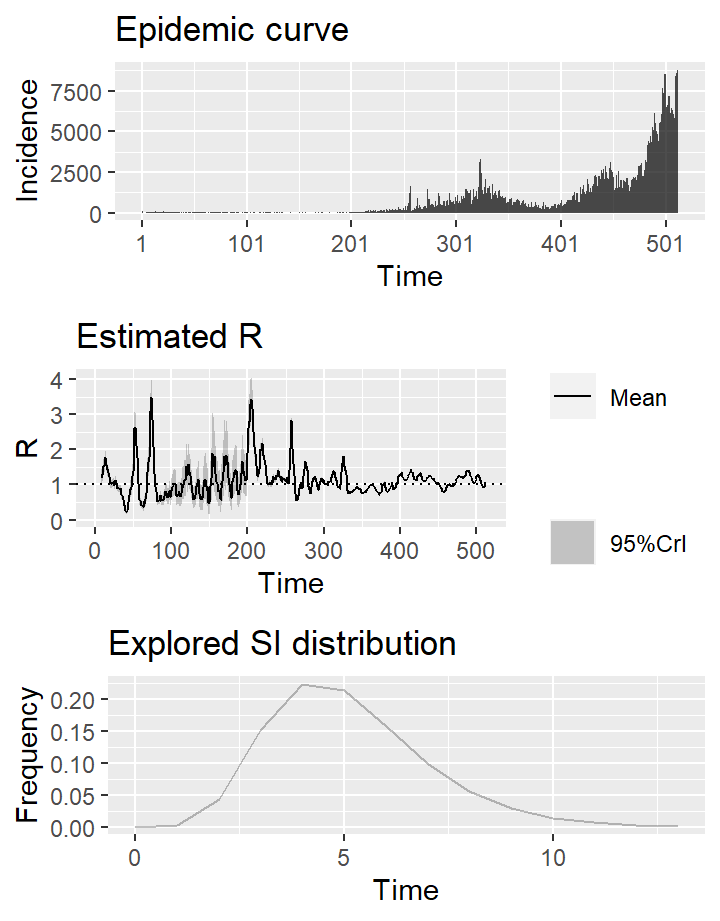 Epidemic curve
Incidence
7500
5000
2500
0
1 101 201 301 401 501
Time
Estimated R
R
4
3
2
1
0
0 100 200 300 400 500
Time
Mean
95%CrI
Explored SI distribution
Frequency
0.20
0.15
0.10
0.05
0.00
0 5 10
Time